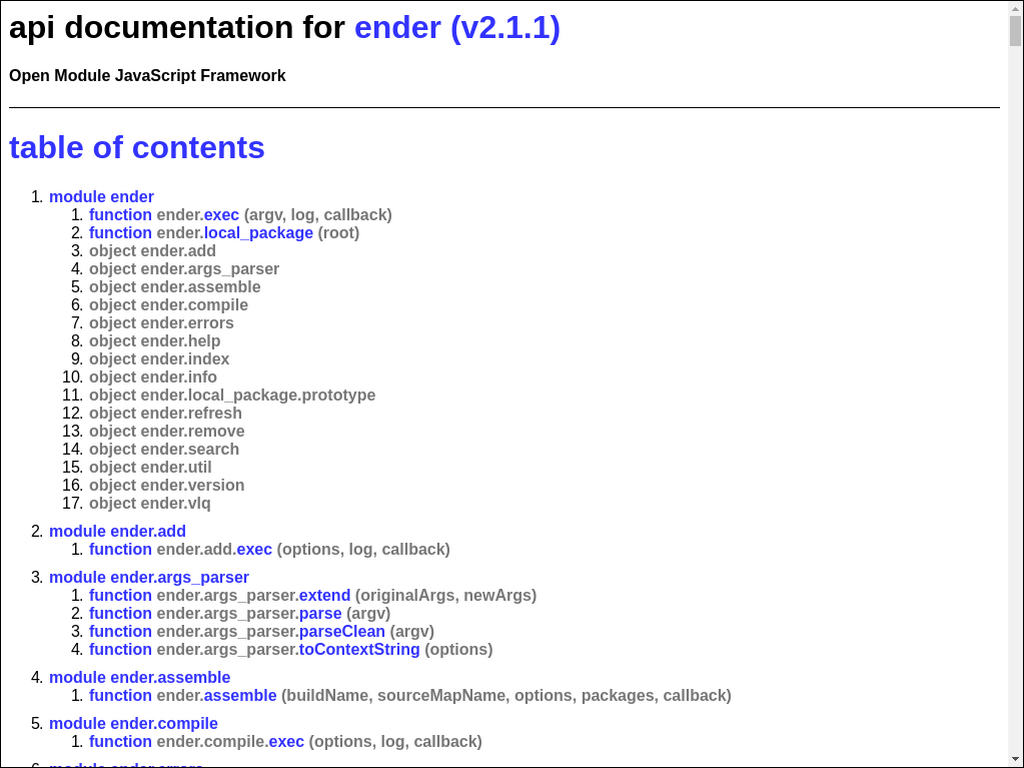 api documentation for ender (v2.1.1)
Open Module JavaScript Framework
table of contents
1. module ender
1. function ender.exec (argv, log, callback)
2. function ender.local_package (root)
3. object ender.add
4. object ender.args_parser
5. object ender.assemble
6. object ender.compile
7. object ender.errors
8. object ender.help
9. object ender.index
10. object ender.info
11. object ender.local_package.prototype
12. object ender.refresh
13. object ender.remove
14. object ender.search
15. object ender.util
16. object ender.version
17. object ender.vlq
2. module ender.add
1. function ender.add.exec (options, log, callback)
3. module ender.args_parser
1. function ender.args_parser.extend (originalArgs, newArgs)
2. function ender.args_parser.parse (argv)
3. function ender.args_parser.parseClean (argv)
4. function ender.args_parser.toContextString (options)
4. module ender.assemble
1. function ender.assemble (buildName, sourceMapName, options, packages, callback)
5. module ender.compile
1. function ender.compile.exec (options, log, callback)
6. module ender.errors